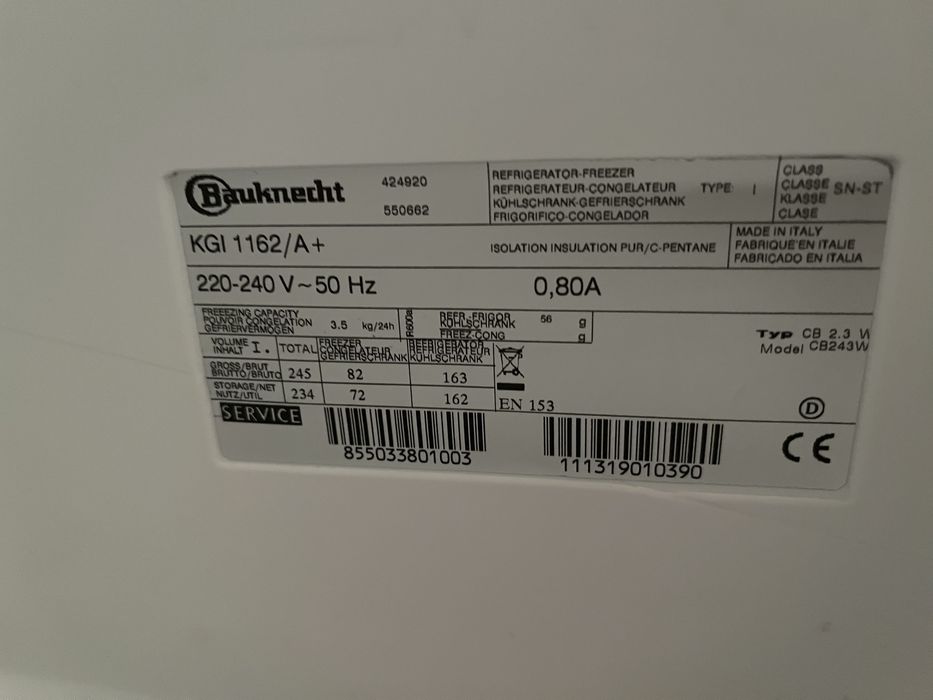 Bauknecht
424920
550662
REFRIGERATOR-FREEZER
REFRIGERATEUR-CONGELATEUR
KÜHLSCHRANK-GEFRIERSCHRANK
FRIGORIFICO-CONGELADOR
TYPE: I
CLASS
CLASSE SN-ST
KLASSE
CLASE
KGI 1162/A+
ISOLATION INSULATION PUR/C-PENTANE
MADE IN ITALY
FABRIQUE'EN ITALIE
FABRICADO EN ITALIA
220-240 V~50 Hz
0,80A
FREEEZING CAPACITY
POUVOIR CONGELATION
GEFRIERVERMÖGEN
3.5 kg/24h
R600a
REFR.-FRIGOR
KÜHLSCHRANK
56 g
FREEZ-CONG
g
Typ CB 2.3 W
Model CB243W
VOLUME
INHALT I.
TOTAL
FREEZER
CONGELATEUR
GEFRIERSCHRANK
REFRIGERATOR
REFRIGERATEUR
KÜHLSCHRANK
GROSS/BRUT
BRUTTO/BRUTO
245 82 163
STORAGE/NET
NUTZ/UTIL
234 72 162
EN 153
D
SERVICE
855033801003
111319010390
CE